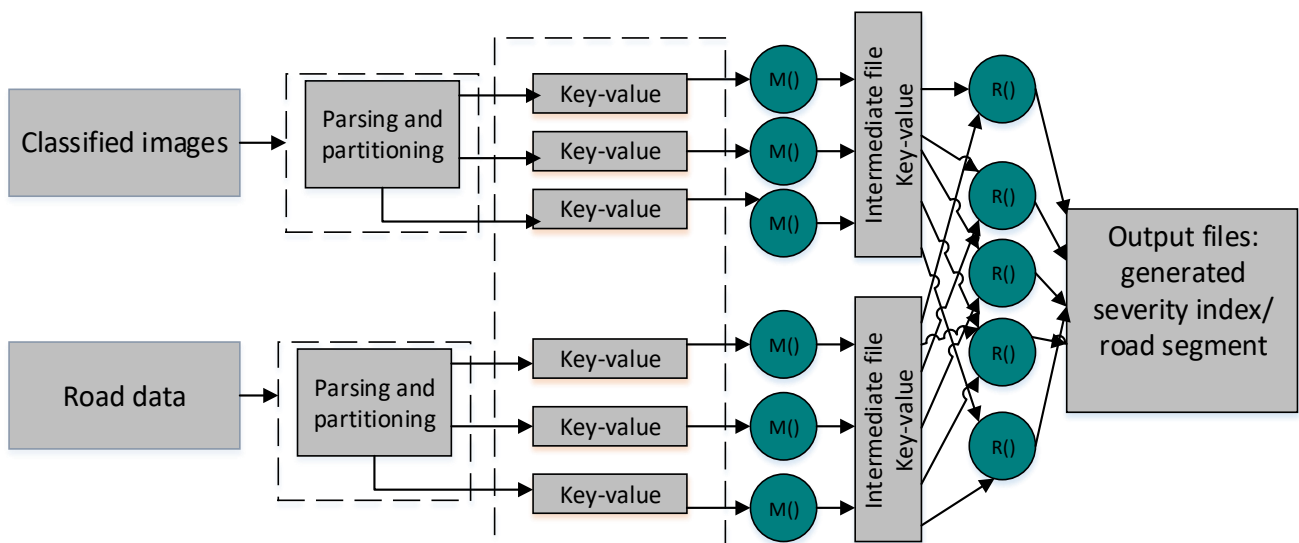 Classified images
Parsing and
partitioning
Key-value
Key-value
Key-value
M()
M()
M()
Intermediate file
Key-value
R()
R()
R()
R()
R()
Output files:
generated
severity index/
road segment
Road data
Parsing and
partitioning
Key-value
Key-value
Key-value
M()
M()
M()
Intermediate file
Key-value